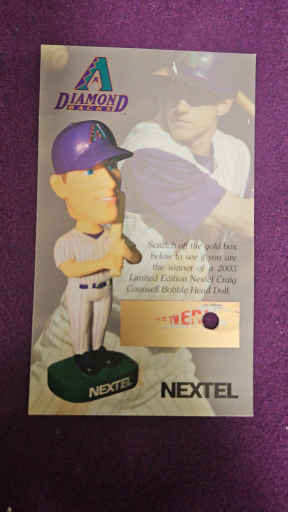 A
DIAMOND
BACKS
Scratch off the gold box
below to see if you are
the winner of a 2003
Limited Edition Nextel Craig
Counsell Bobble Head Doll.
NEXTEL
NEXTEL